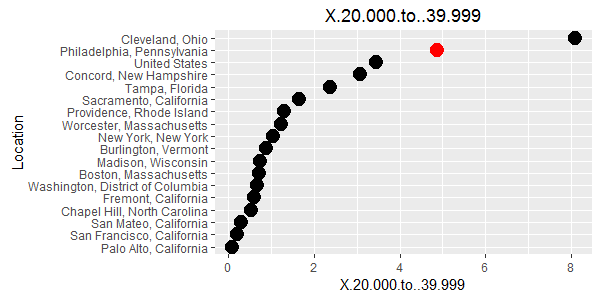 X.20.000.to..39.999
Location
Cleveland, Ohio
Philadelphia, Pennsylvania
United States
Concord, New Hampshire
Tampa, Florida
Sacramento, California
Providence, Rhode Island
Worcester, Massachusetts
New York, New York
Burlington, Vermont
Madison, Wisconsin
Boston, Massachusetts
Washington, District of Columbia
Fremont, California
Chapel Hill, North Carolina
San Mateo, California
San Francisco, California
Palo Alto, California
0 2 4 6 8
X.20.000.to..39.999